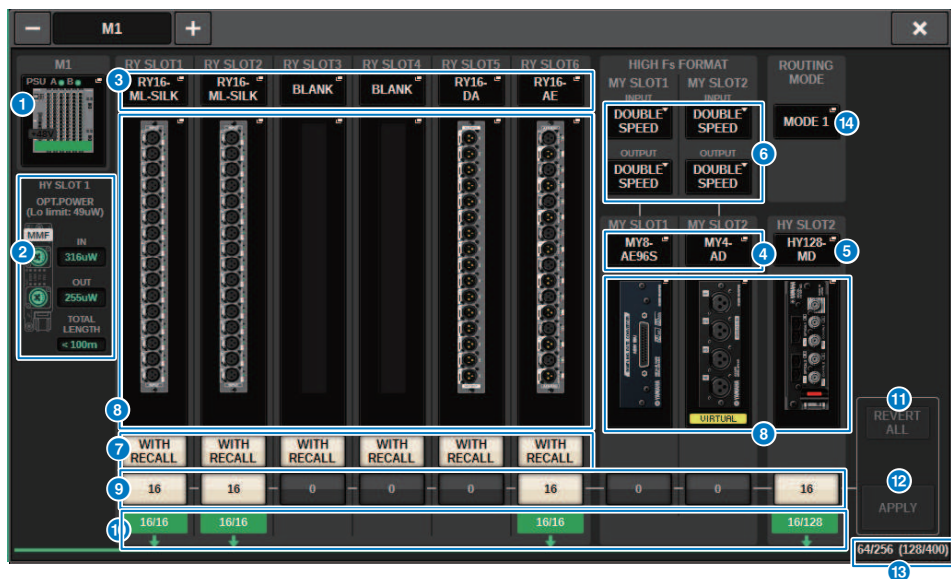 M1
M1
PSU A B
RY SLOT1 RY SLOT2 RY SLOT3 RY SLOT4 RY SLOT5 RY SLOT6
HIGH Fs FORMAT
ROUTING MODE
MY SLOT1 MY SLOT2
INPUT INPUT
1
3
RY16-ML-SILK RY16-ML-SILK BLANK BLANK RY16-DA RY16-AE
DOUBLE SPEED DOUBLE SPEED
6
MODE 1
14
OUTPUT OUTPUT
DOUBLE SPEED DOUBLE SPEED
HY SLOT 1
OPT.POWER
(Lo limit: 49uW)
MMF
2
IN
316uW
OUT
255uW
TOTAL
LENGTH
< 100m
MY SLOT1 MY SLOT2 HY SLOT2
MY8-AE96S MY4-AD
4
HY128-MD
5
VIRTUAL
8
8
7
WITH RECALL WITH RECALL WITH RECALL WITH RECALL WITH RECALL WITH RECALL
11
REVERT ALL
9
16 16 0 0 0 16 0 0 16
12
APPLY
10
16/16 16/16 16/16 16/128
64/256 (128/400)
13